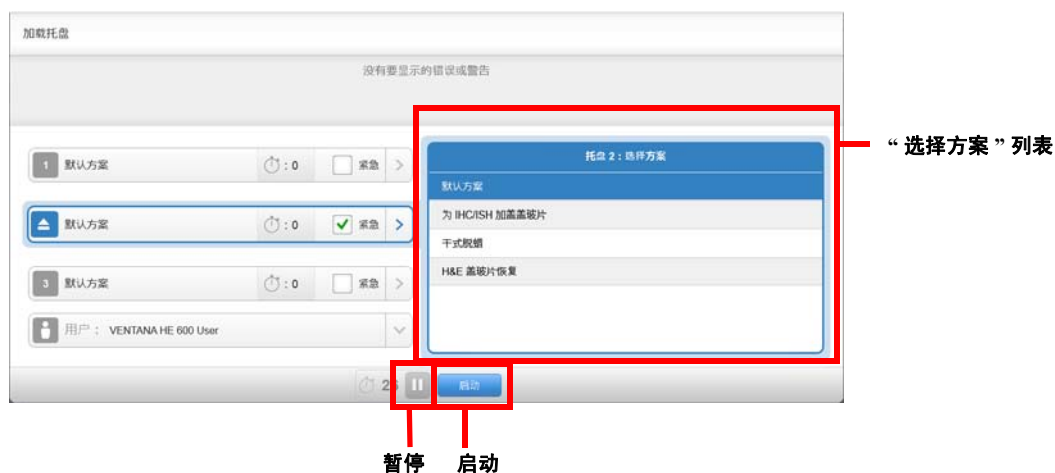 加载托盘
没有要显示的错误或警告
“ 选择方案 ” 列表
1 默认方案 : 0 紧急
默认方案 : 0 紧急
3 默认方案 : 0 紧急
用户： VENTANA HE 600 User
托盘 2：选择方案
默认方案
为 IHC/ISH 加盖盖玻片
干式脱蜡
H&E 盖玻片恢复
启动
暂停 启动